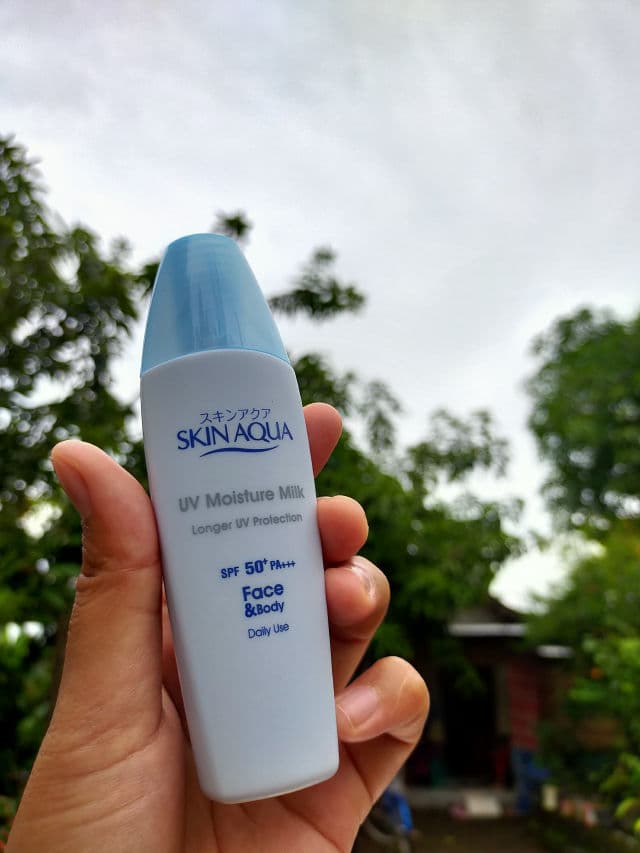 スキンアクア
SKIN AQUA
UV Moisture Milk
Longer UV Protection
SPF 50+ PA+++
Face
&Body
Daily Use